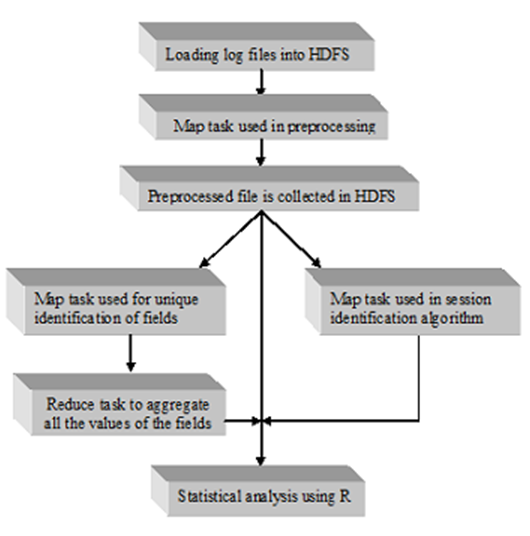 Loading log files into HDFS
Map task used in preprocessing
Preprocessed file is collected in HDFS
Map task used for unique
identification of fields
Map task used in session
identification algorithm
Reduce task to aggregate
all the values of the fields
Statistical analysis using R